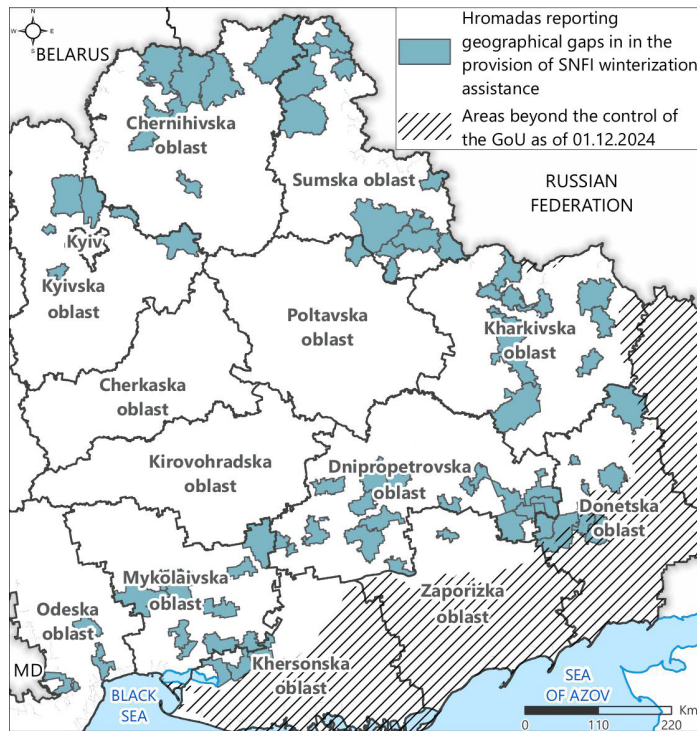 N
W E
S
BELARUS
Hromadas reporting
geographical gaps in in the
provision of SNFI winterization
assistance
Areas beyond the control of
the GoU as of 01.12.2024
Chernihivska
oblast
Sumska oblast
RUSSIAN
FEDERATION
Kyiv
Kyivska
oblast
Poltavska
oblast
Kharkivska
oblast
Cherkaska
oblast
Kirovohradska
oblast
Dnipropetrovska
oblast
Donetska
oblast
Mykolaivska
oblast
Zaporizka
oblast
Odeska
oblast
Khersonska
oblast
MD
BLACK
SEA
SEA
OF AZOV
Km
0 110 220